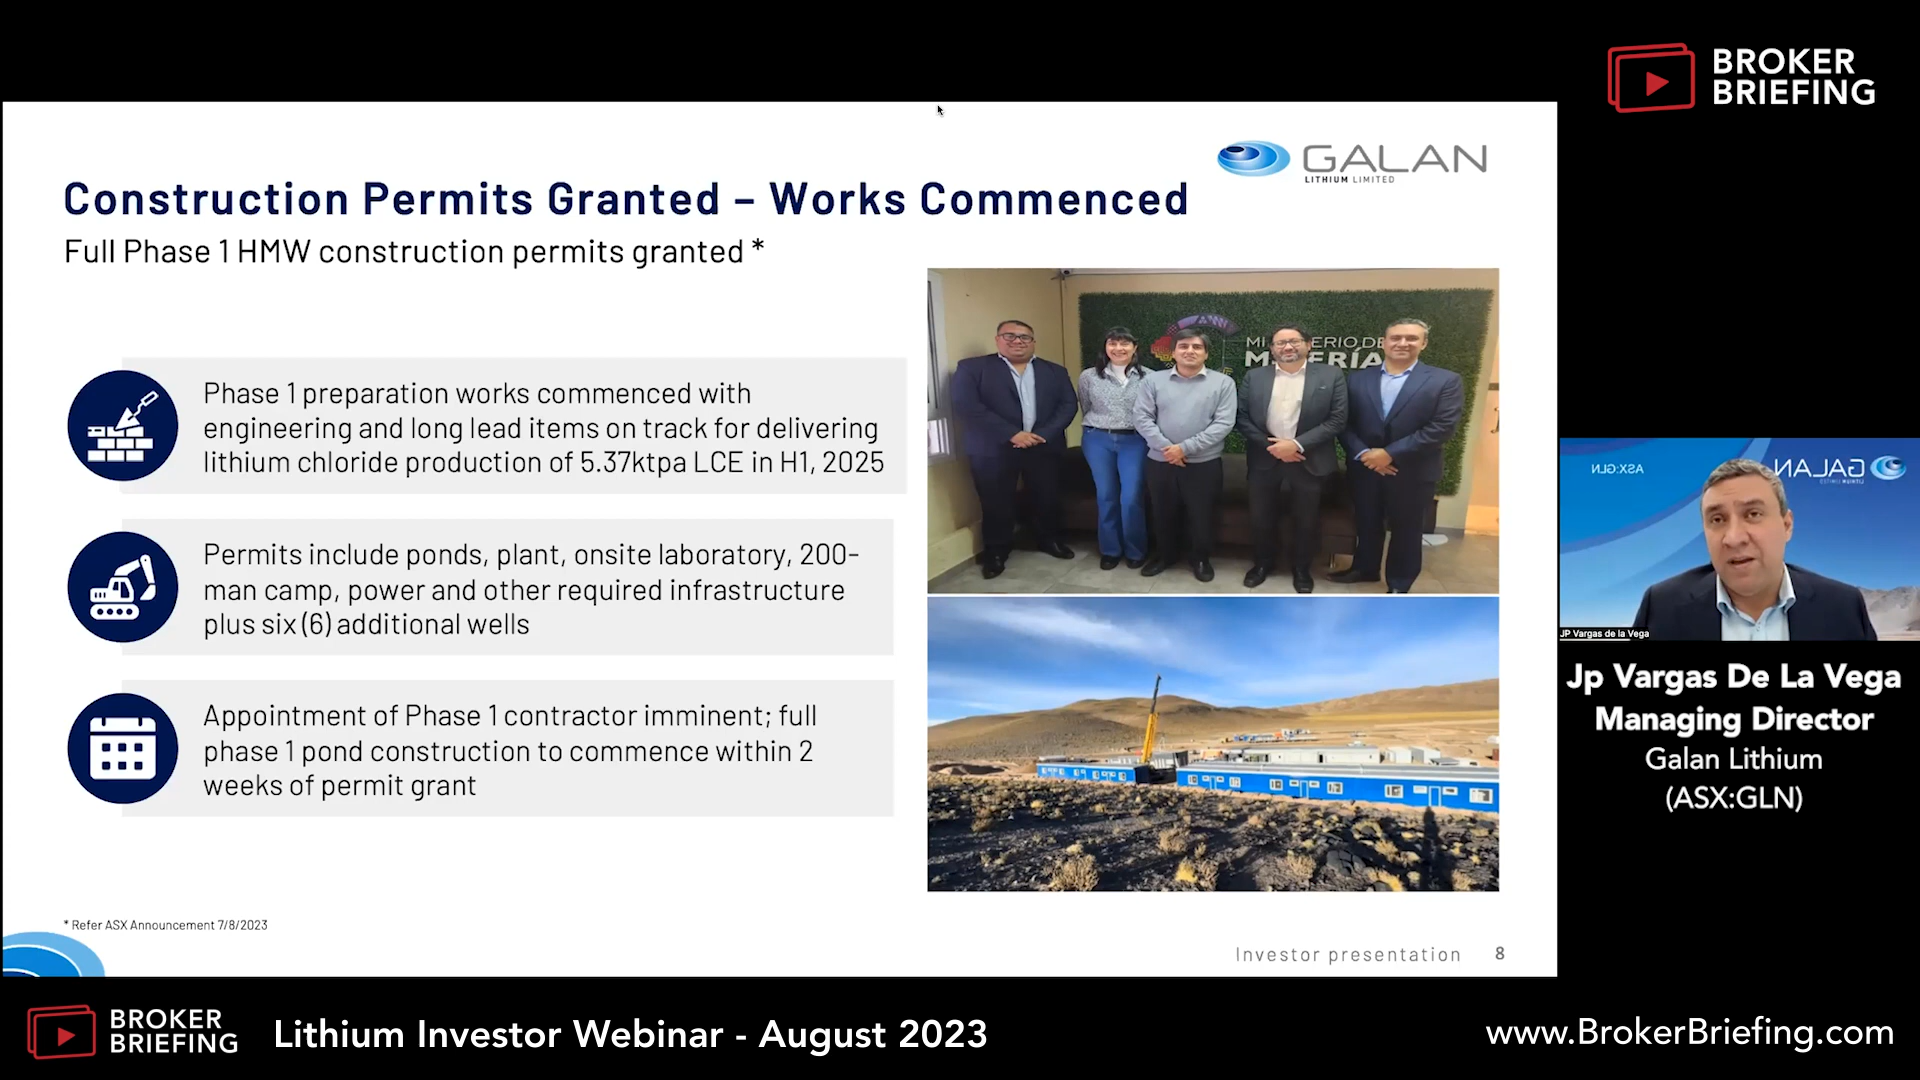 BROKER
BRIEFING
GALAN
LITHIUM LIMITED
Construction Permits Granted – Works Commenced
Full Phase 1 HMW construction permits granted *
Phase 1 preparation works commenced with
engineering and long lead items on track for delivering
lithium chloride production of 5.37ktpa LCE in H1, 2025
Permits include ponds, plant, onsite laboratory, 200-
man camp, power and other required infrastructure
plus six (6) additional wells
Appointment of Phase 1 contractor imminent; full
phase 1 pond construction to commence within 2
weeks of permit grant
* Refer ASX Announcement 7/8/2023
Investor presentation 8
ASX:GLN
GALAN
LITHIUM LIMITED
JP Vargas de la Vega
Jp Vargas De La Vega
Managing Director
Galan Lithium
(ASX:GLN)
BROKER
BRIEFING
Lithium Investor Webinar - August 2023
www.BrokerBriefing.com